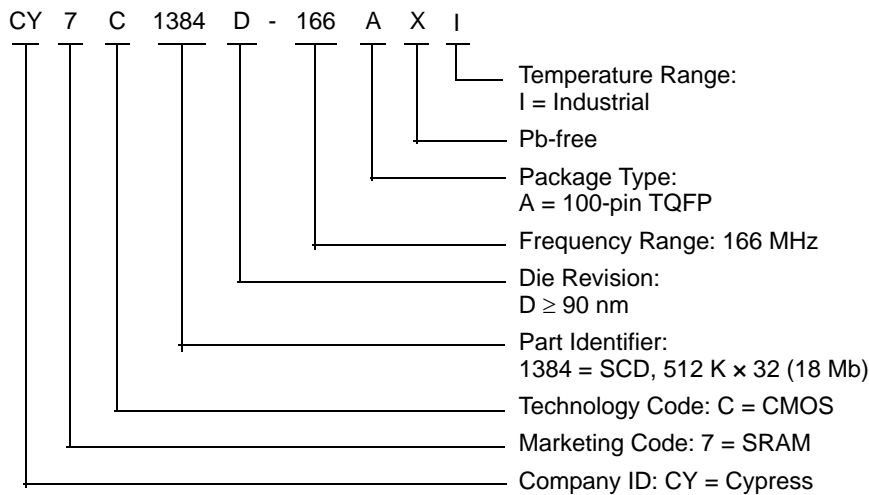 CY 7 C 1384 D - 166 A X I
Temperature Range:
I = Industrial
Pb-free
Package Type:
A = 100-pin TQFP
Frequency Range: 166 MHz
Die Revision:
D ≥ 90 nm
Part Identifier:
1384 = SCD, 512 K × 32 (18 Mb)
Technology Code: C = CMOS
Marketing Code: 7 = SRAM
Company ID: CY = Cypress